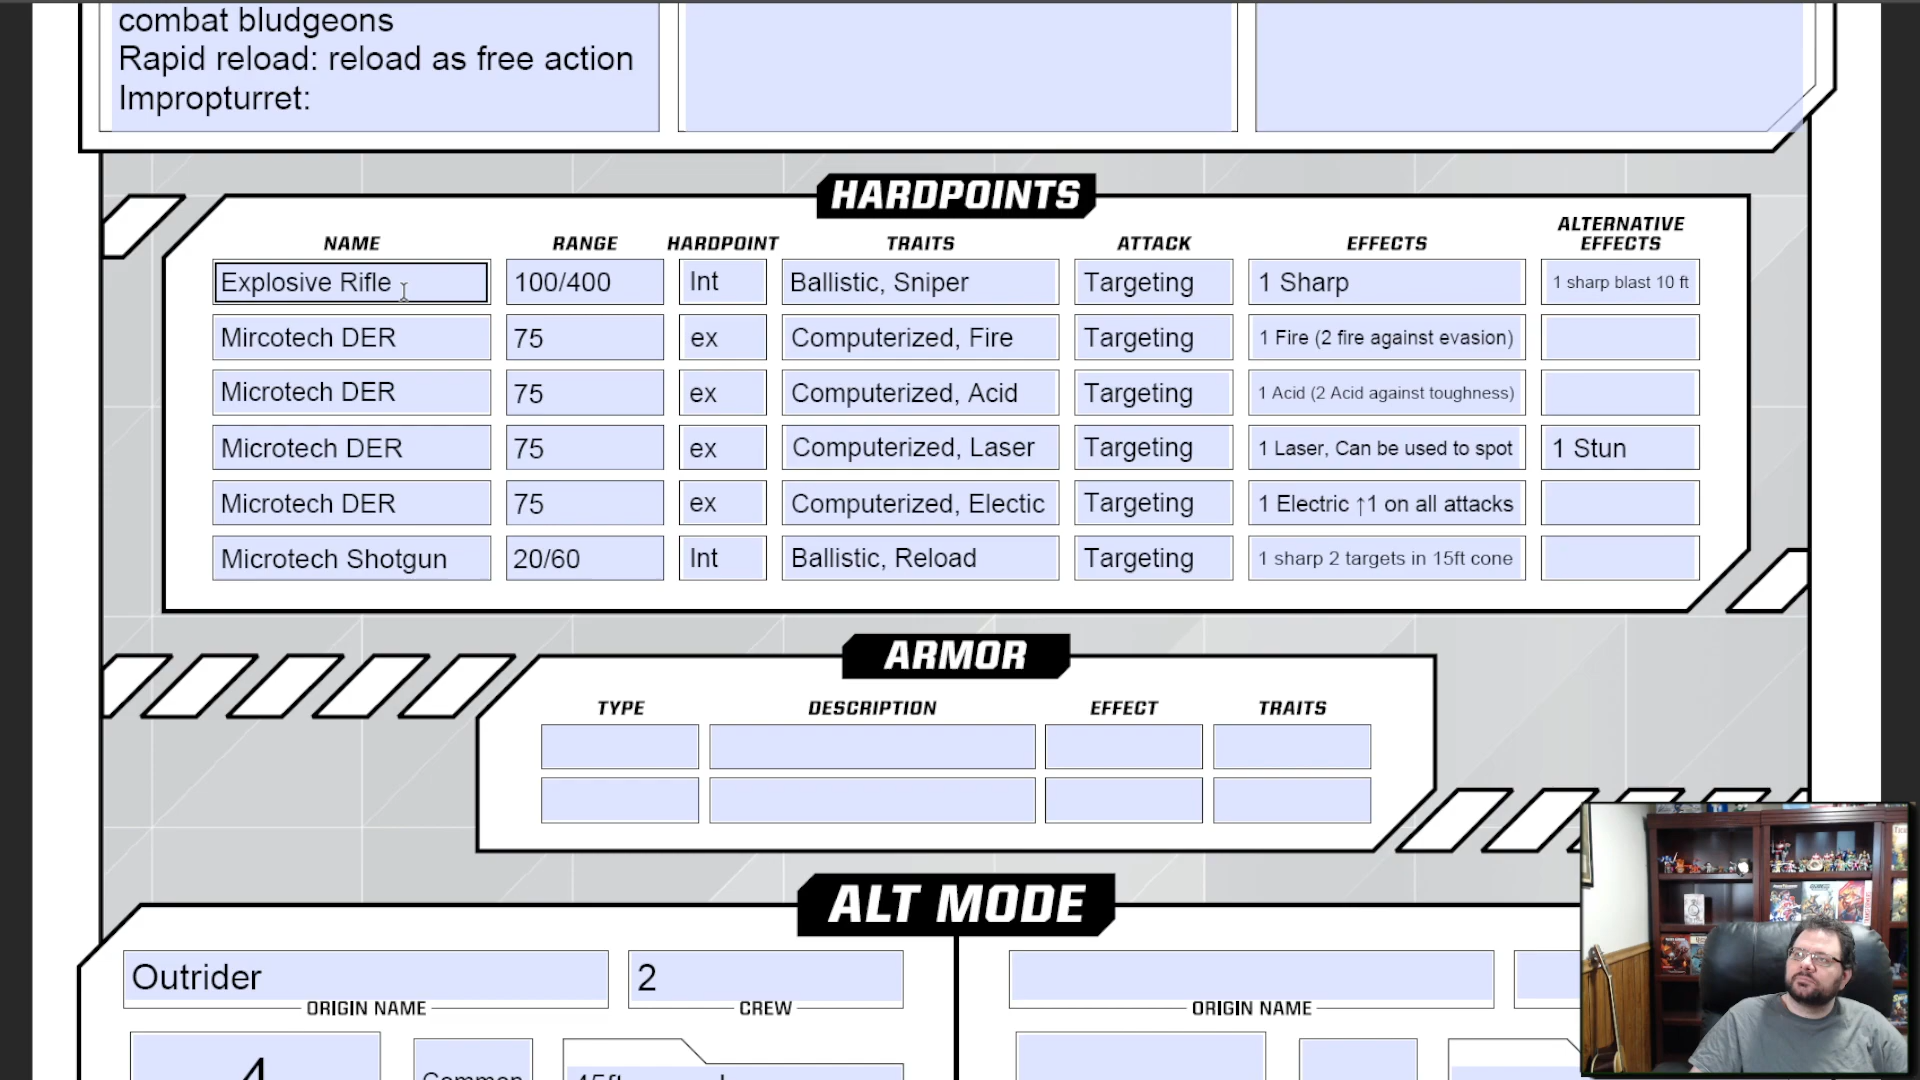 combat bludgeons
Rapid reload: reload as free action
Impropturret:
HARDPOINTS
NAME RANGE HARDPOINT TRAITS ATTACK EFFECTS ALTERNATIVE EFFECTS
Explosive Rifle 100/400 Int Ballistic, Sniper Targeting 1 Sharp 1 sharp blast 10 ft
Mircotech DER 75 ex Computerized, Fire Targeting 1 Fire (2 fire against evasion)
Microtech DER 75 ex Computerized, Acid Targeting 1 Acid (2 Acid against toughness)
Microtech DER 75 ex Computerized, Laser Targeting 1 Laser, Can be used to spot 1 Stun
Microtech DER 75 ex Computerized, Electic Targeting 1 Electric ↑1 on all attacks
Microtech Shotgun 20/60 Int Ballistic, Reload Targeting 1 sharp 2 targets in 15ft cone
ARMOR
TYPE DESCRIPTION EFFECT TRAITS
ALT MODE
Outrider 2
ORIGIN NAME CREW ORIGIN NAME
4 Common